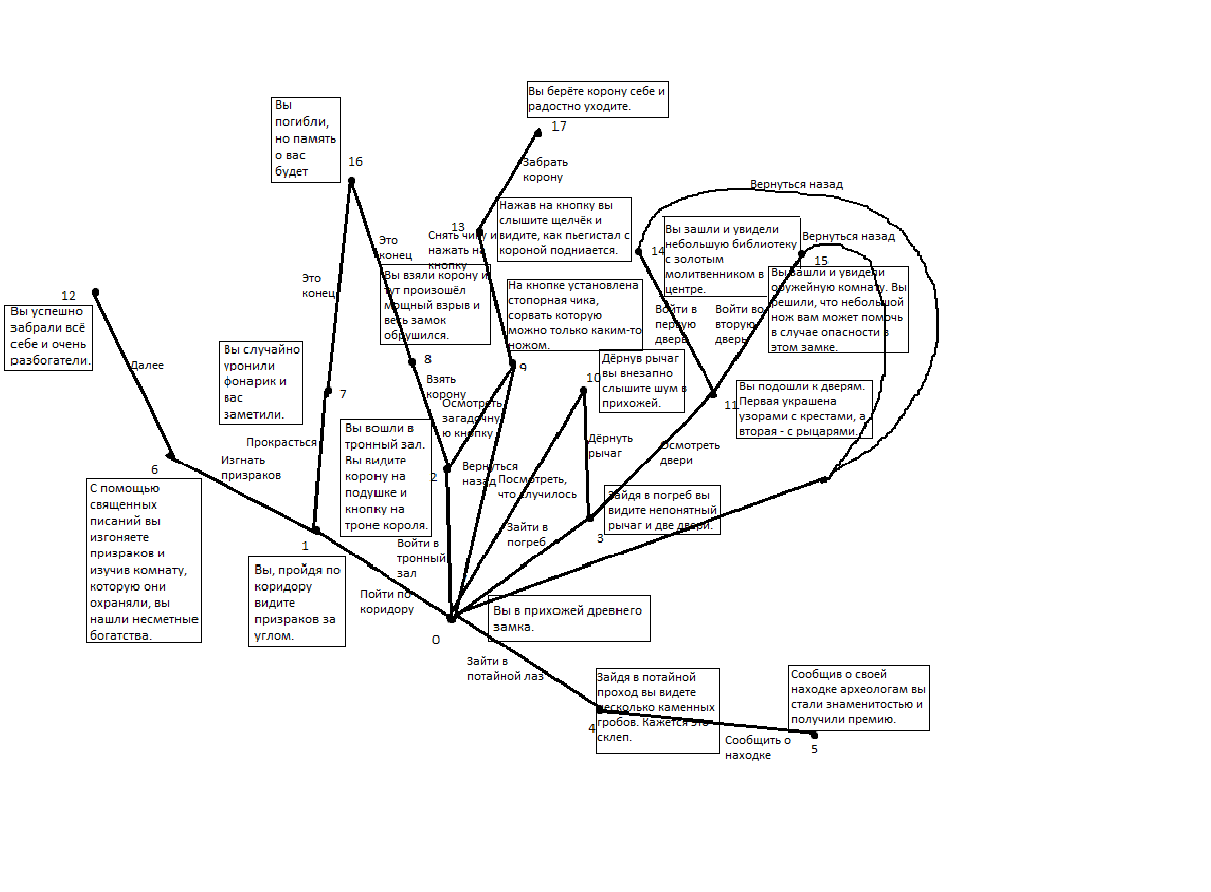 Вы берёте корону себе и
радостно уходите.
17
Вы
погибли,
но память
о вас
будет
16
Забрать
корону
Вернуться назад
Нажав на кнопку вы
слышите щелчёк и
видите, как пьегистал с
короной подниается.
13
Снять чику и
нажать на
кнопку
Вы зашли и увидели
небольшую библиотеку
с золотым
молитвенником в
центре.
14
Вернуться назад
15
Это
конец
Вы взяли корону и
тут произошёл
мощный взрыв и
весь замок
обрушился.
Вы зашли и увидели
оружейную комнату. Вы
решили, что небольшой
нож вам может помочь
в случае опасности в
этом замке.
Это
конец
На кнопке установлена
стопорная чика,
сорвать которую
можно только каким-то
ножом.
12
Вы успешно
забрали всё
себе и очень
разбогатели.
Войти в
первую
дверь
Войти во
вторую
дверь
Вы случайно
уронили
фонарик и
вас
заметили.
7
8
9
Дёрнув рычаг
вы внезапно
слышите шум в
прихожей.
10
Далее
Взять
корону
Осмотреть
загадочну
ю кнопку
11
Вы подошли к дверям.
Первая украшена
узорами с крестами, а
вторая - с рыцарями.
Вы вошли в
тронный зал.
Вы видите
корону на
подушке и
кнопку на
троне короля.
2
Прокрасться
Изгнать
призраков
6
Дёрнуть
рычаг
Осмотреть
двери
Вернуться
назад
Посмотреть,
что случилось
С помощью
священных
писаний вы
изгоняете
призраков и
изучив комнату,
которую они
охраняли, вы
нашли несметные
богатства.
Зайдя в погреб вы
видите непонятный
рычаг и две двери.
3
Зайти в
погреб
Войти в
тронный
зал
1
Вы, пройдя по
коридору
видите
призраков за
углом.
Пойти по
коридору
Вы в прихожей древнего
замка.
0
Зайти в
потайной лаз
Зайдя в потайной
проход вы видете
несколько каменных
гробов. Кажется это
склеп.
4
Сообщив о своей
находке археологам вы
стали знаменитостью и
получили премию.
Сообщить о
находке
5